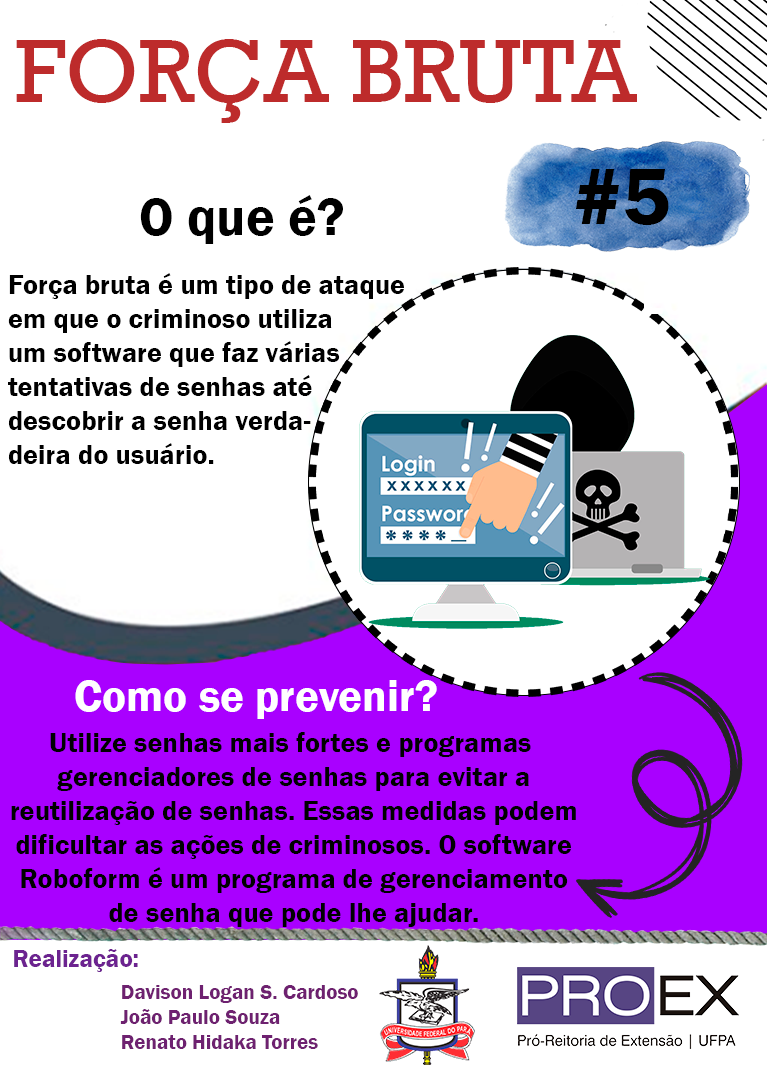 FORÇA BRUTA
#5
O que é?
Força bruta é um tipo de ataque
em que o criminoso utiliza
um software que faz várias
tentativas de senhas até
descobrir a senha verda-
deira do usuário.
Login
xxxxxx
Passwor
****_
Como se prevenir?
Utilize senhas mais fortes e programas
gerenciadores de senhas para evitar a
reutilização de senhas. Essas medidas podem
dificultar as ações de criminosos. O software
Roboform é um programa de gerenciamento
de senha que pode lhe ajudar.
Realização:
Davison Logan S. Cardoso
João Paulo Souza
Renato Hidaka Torres
UNIVERSIDADE FEDERAL DO PARÁ
PROEX
Pró-Reitoria de Extensão | UFPA